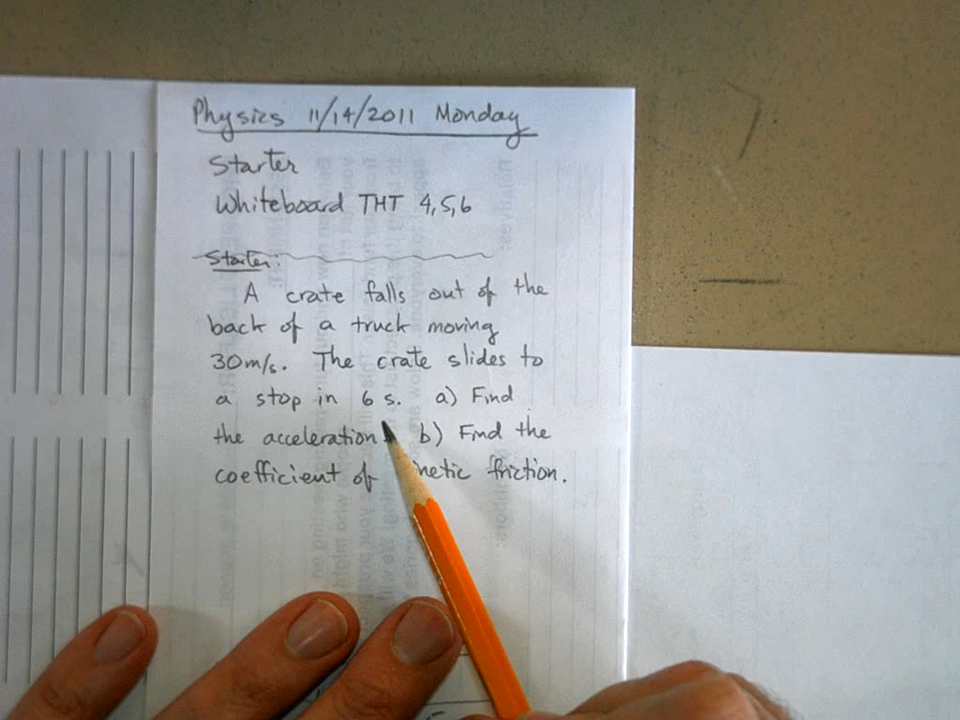 Physics 11/14/2011 Monday
Starter
Whiteboard THT 4,5,6
Starter:
A crate falls out of the
back of a truck moving
30m/s. The crate slides to
a stop in 6 s. a) Find
the acceleration b) Find the
coefficient of friction.